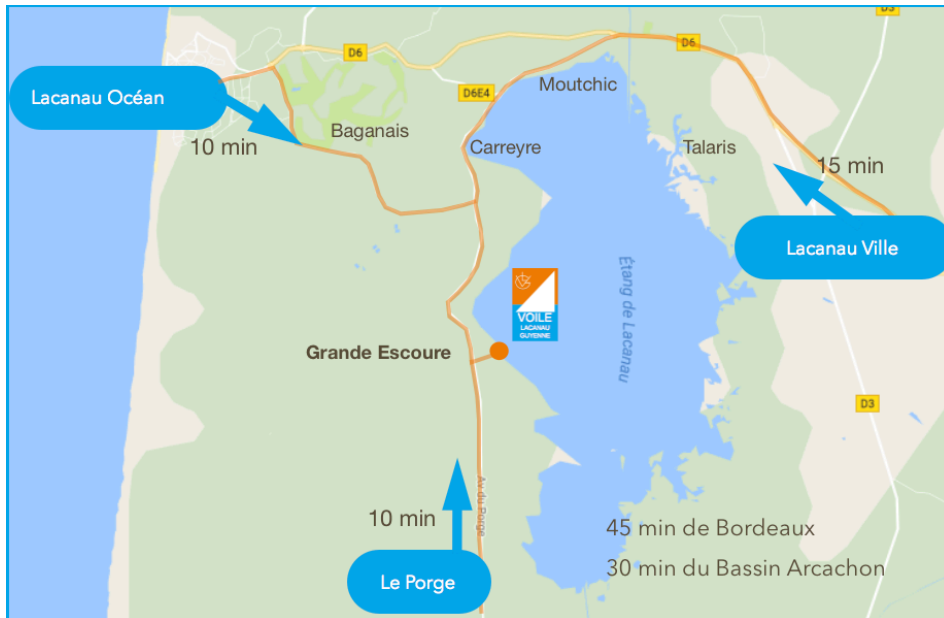 D3
D6
D6
Moutchic
Lacanau Océan
D6E4
Baganais
10 min
Carreyre
Talaris
15 min
Lacanau Ville
Étang de Lacanau
VOILE
LACANAU
GUYENNE
Grande Escoure
D3
Av du Porge
10 min
45 min de Bordeaux
30 min du Bassin Arcachon
Le Porge